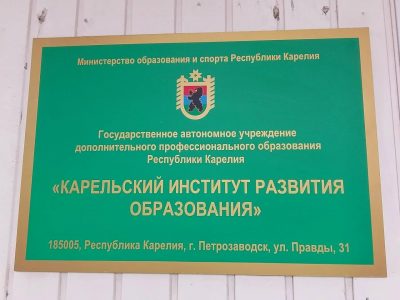 Министерство образования и спорта Республики Карелия
Государственное автономное учреждение
дополнительного профессионального образования
Республики Карелия
«КАРЕЛЬСКИЙ ИНСТИТУТ РАЗВИТИЯ
ОБРАЗОВАНИЯ»
185005, Республика Карелия, г. Петрозаводск, ул. Правды, 31